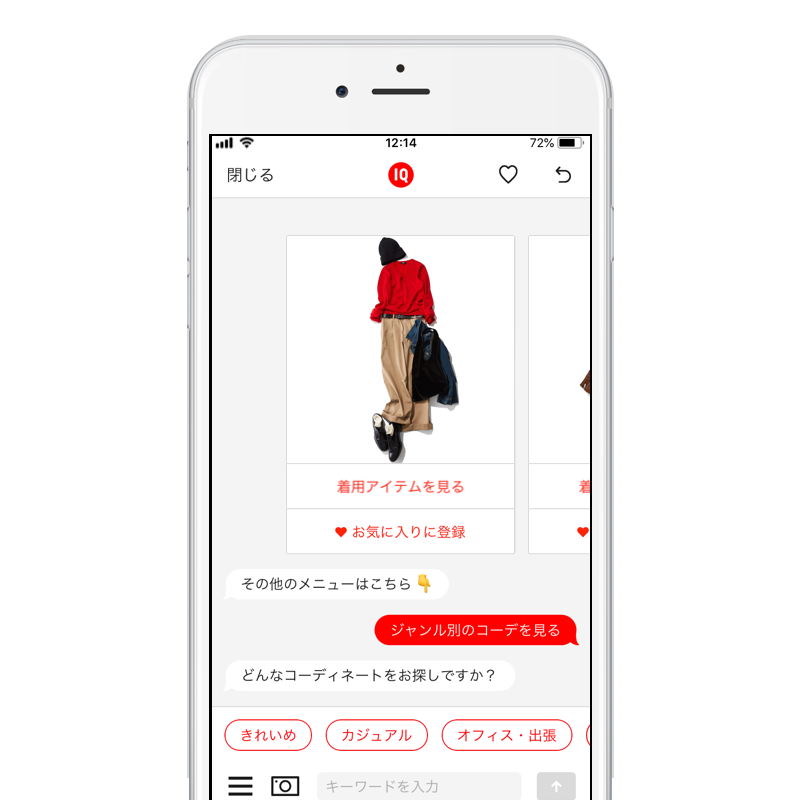 12:14
72%
閉じる
IQ
着用アイテムを見る
着
お気に入りに登録
その他のメニューはこちら👇
ジャンル別のコーデを見る
どんなコーディネートをお探しですか？
きれいめ
カジュアル
オフィス・出張
キーワードを入力